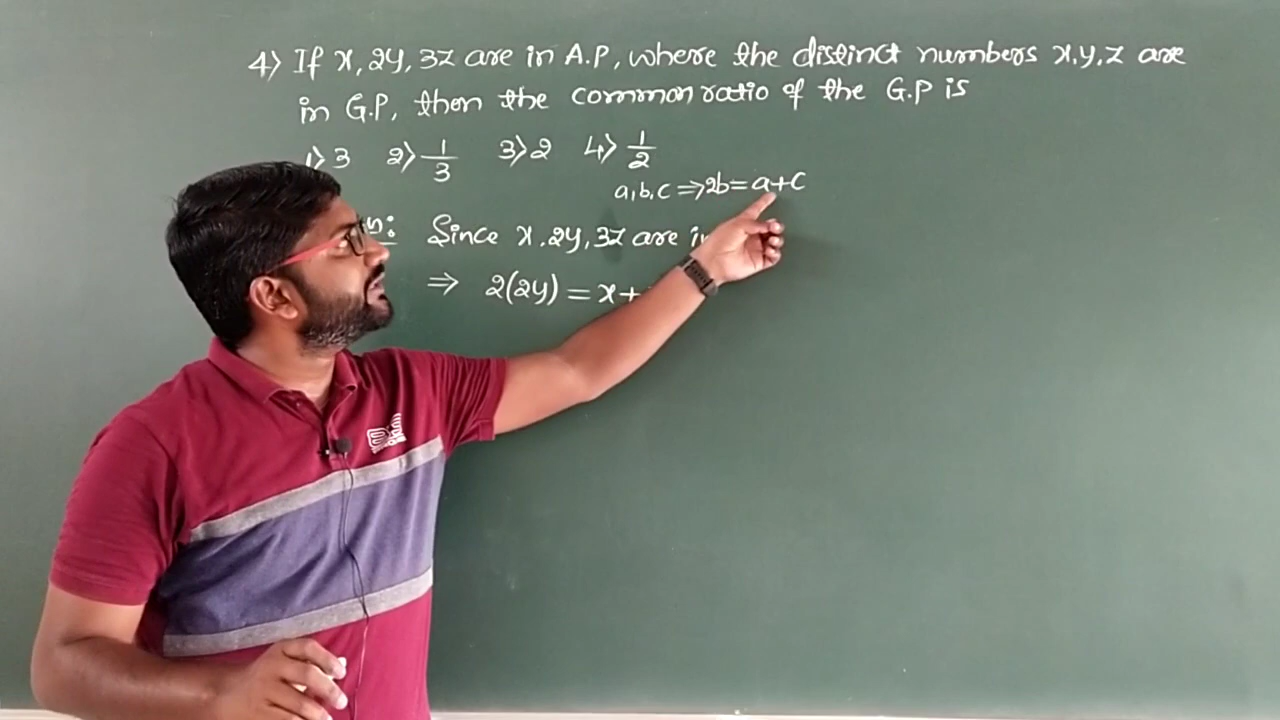 4) If x, 2y, 3z are in A.P, where the distinct numbers x, y, z are
in G.P, then the common ratio of the G.P is
1) 3 2) 1/3 3) 2 4) 1/2
a, b, c ⇒ 2b = a+c
n: Since x, 2y, 3z are in
⇒ 2(2y) = x+